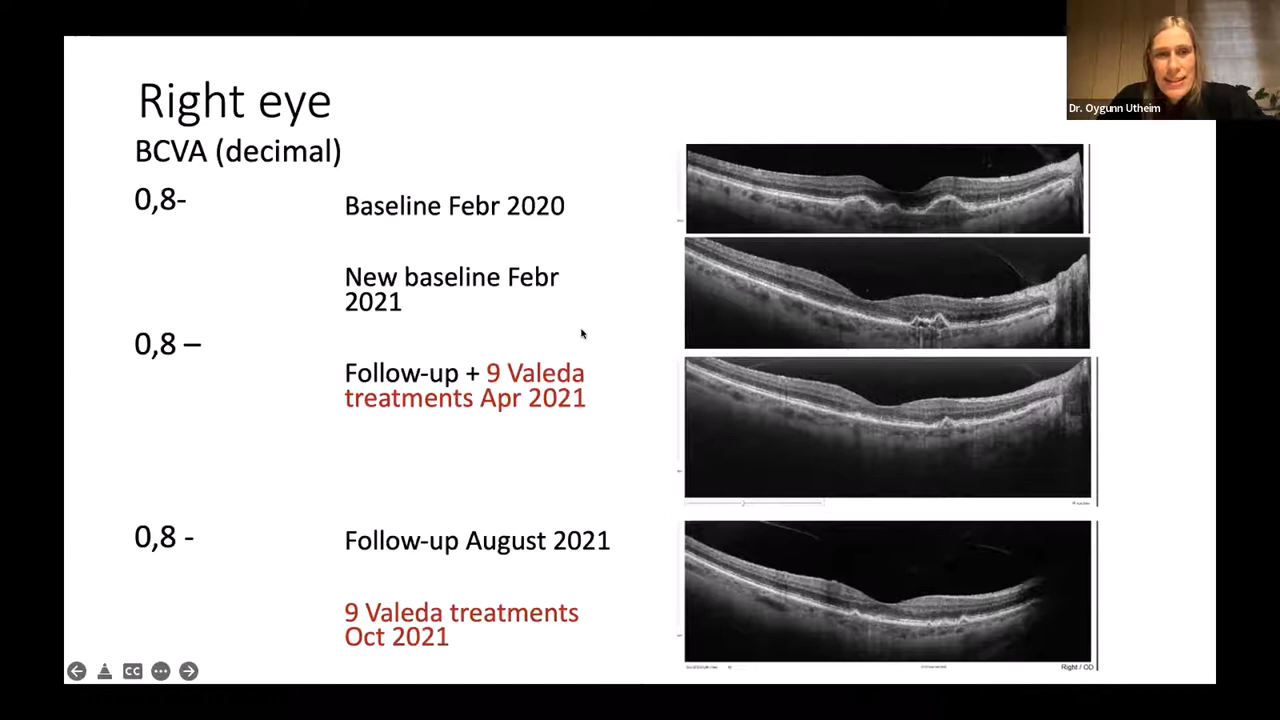 Dr. Oygunn Utheim
Right eye
BCVA (decimal)
0,8-
Baseline Febr 2020
New baseline Febr
2021
0,8 –
Follow-up + 9 Valeda
treatments Apr 2021
0,8 -
Follow-up August 2021
9 Valeda treatments
Oct 2021
CC
Right / OD